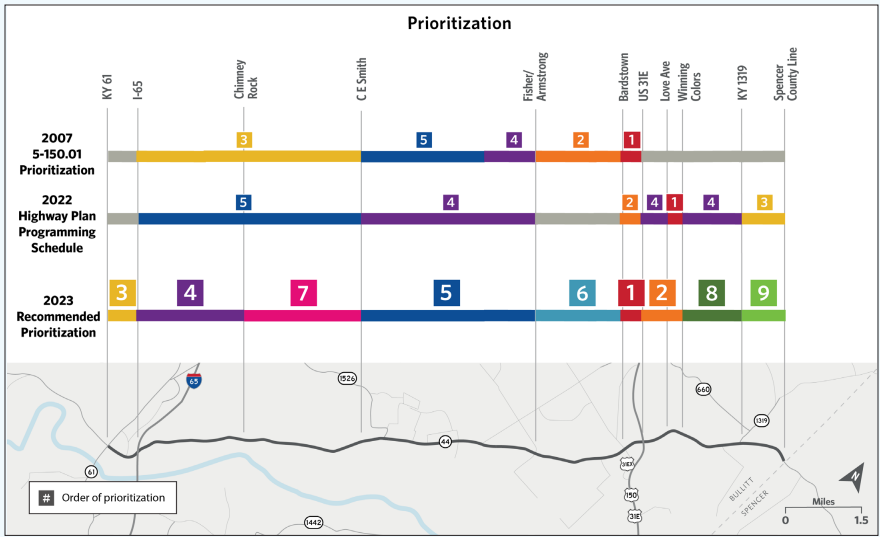 Prioritization
KY 61
I-65
Chimney
Rock
C E Smith
Fisher/
Armstrong
Bardstown
US 31E
Love Ave
Winning
Colors
KY 1319
Spencer
County Line
2007
5-150.01
Prioritization
3
5
4
2
1
2022
Highway Plan
Programming
Schedule
5
4
2
4
1
4
3
2023
Recommended
Prioritization
3
4
7
5
6
1
2
8
9
65
1526
660
1319
44
61
31EX
150
31E
1442
BULLITT
SPENCER
# Order of prioritization
N
Miles
0 1.5